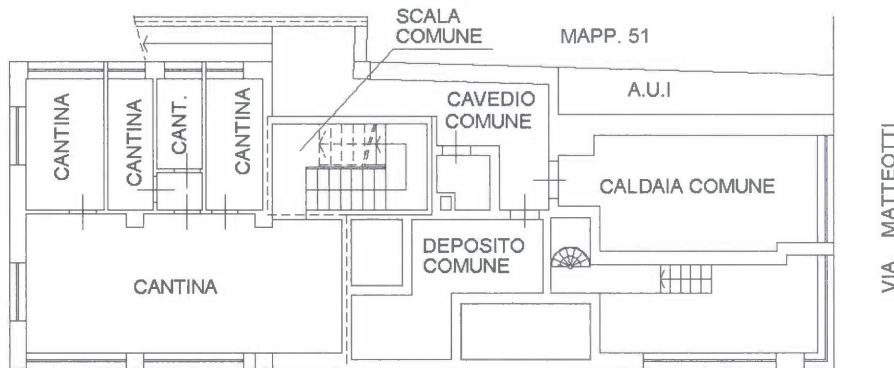 SCALA
COMUNE
MAPP. 51
A.U.I
CAVEDIO
COMUNE
CANTINA
CANTINA
CANT.
CANTINA
CALDAIA COMUNE
DEPOSITO
COMUNE
CANTINA
VIA MATTEOTTI